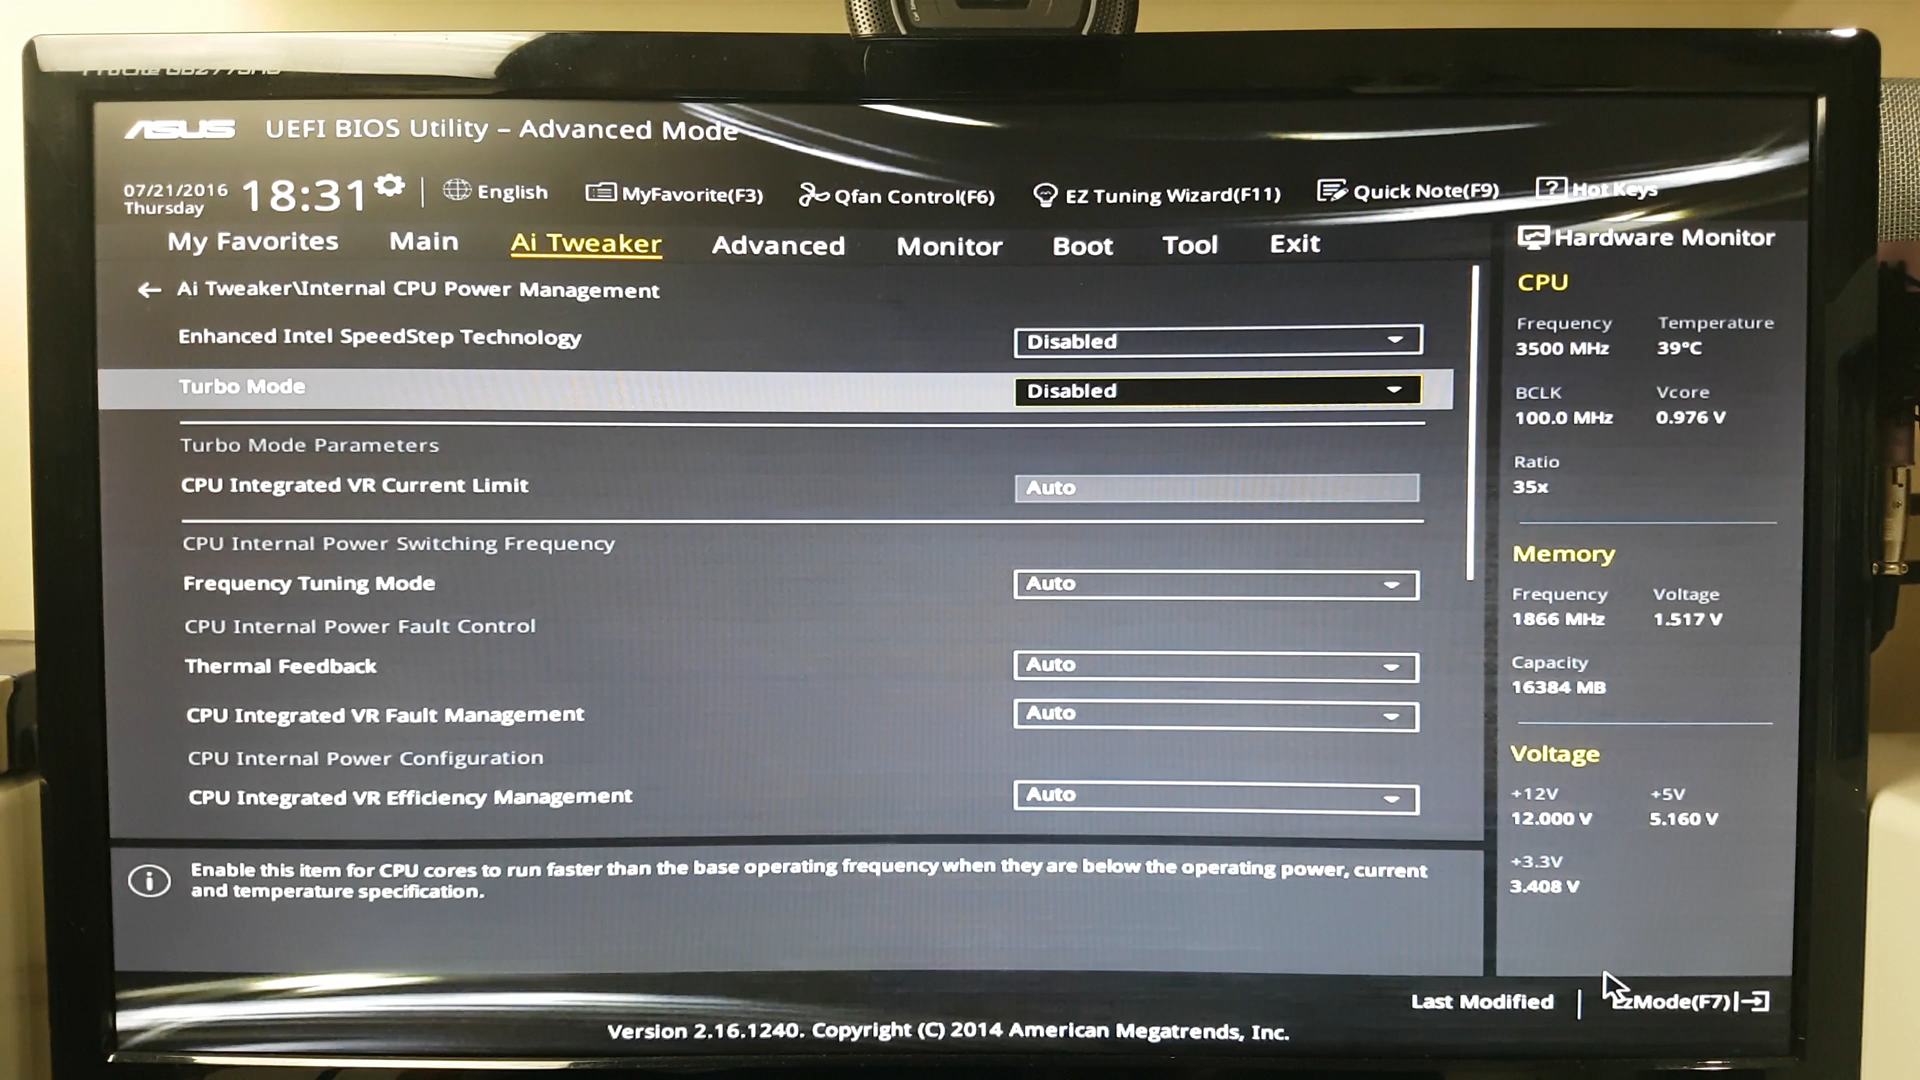 ASUS UEFI BIOS Utility – Advanced Mode
07/21/2016
Thursday
18:31
English
MyFavorite(F3)
Qfan Control(F6)
EZ Tuning Wizard(F11)
Quick Note(F9)
? Hot Keys
My Favorites
Main
Ai Tweaker
Advanced
Monitor
Boot
Tool
Exit
← Ai Tweaker\Internal CPU Power Management
Enhanced Intel SpeedStep Technology Disabled
Turbo Mode Disabled
Turbo Mode Parameters
CPU Integrated VR Current Limit Auto
CPU Internal Power Switching Frequency
Frequency Tuning Mode Auto
CPU Internal Power Fault Control
Thermal Feedback Auto
CPU Integrated VR Fault Management Auto
CPU Internal Power Configuration
CPU Integrated VR Efficiency Management Auto
Enable this item for CPU cores to run faster than the base operating frequency when they are below the operating power, current
and temperature specification.
Hardware Monitor
CPU
Frequency Temperature
3500 MHz 39°C
BCLK Vcore
100.0 MHz 0.976 V
Ratio
35x
Memory
Frequency Voltage
1866 MHz 1.517 V
Capacity
16384 MB
Voltage
+12V +5V
12.000 V 5.160 V
+3.3V
3.408 V
Last Modified
EzMode(F7)
Version 2.16.1240. Copyright (C) 2014 American Megatrends, Inc.